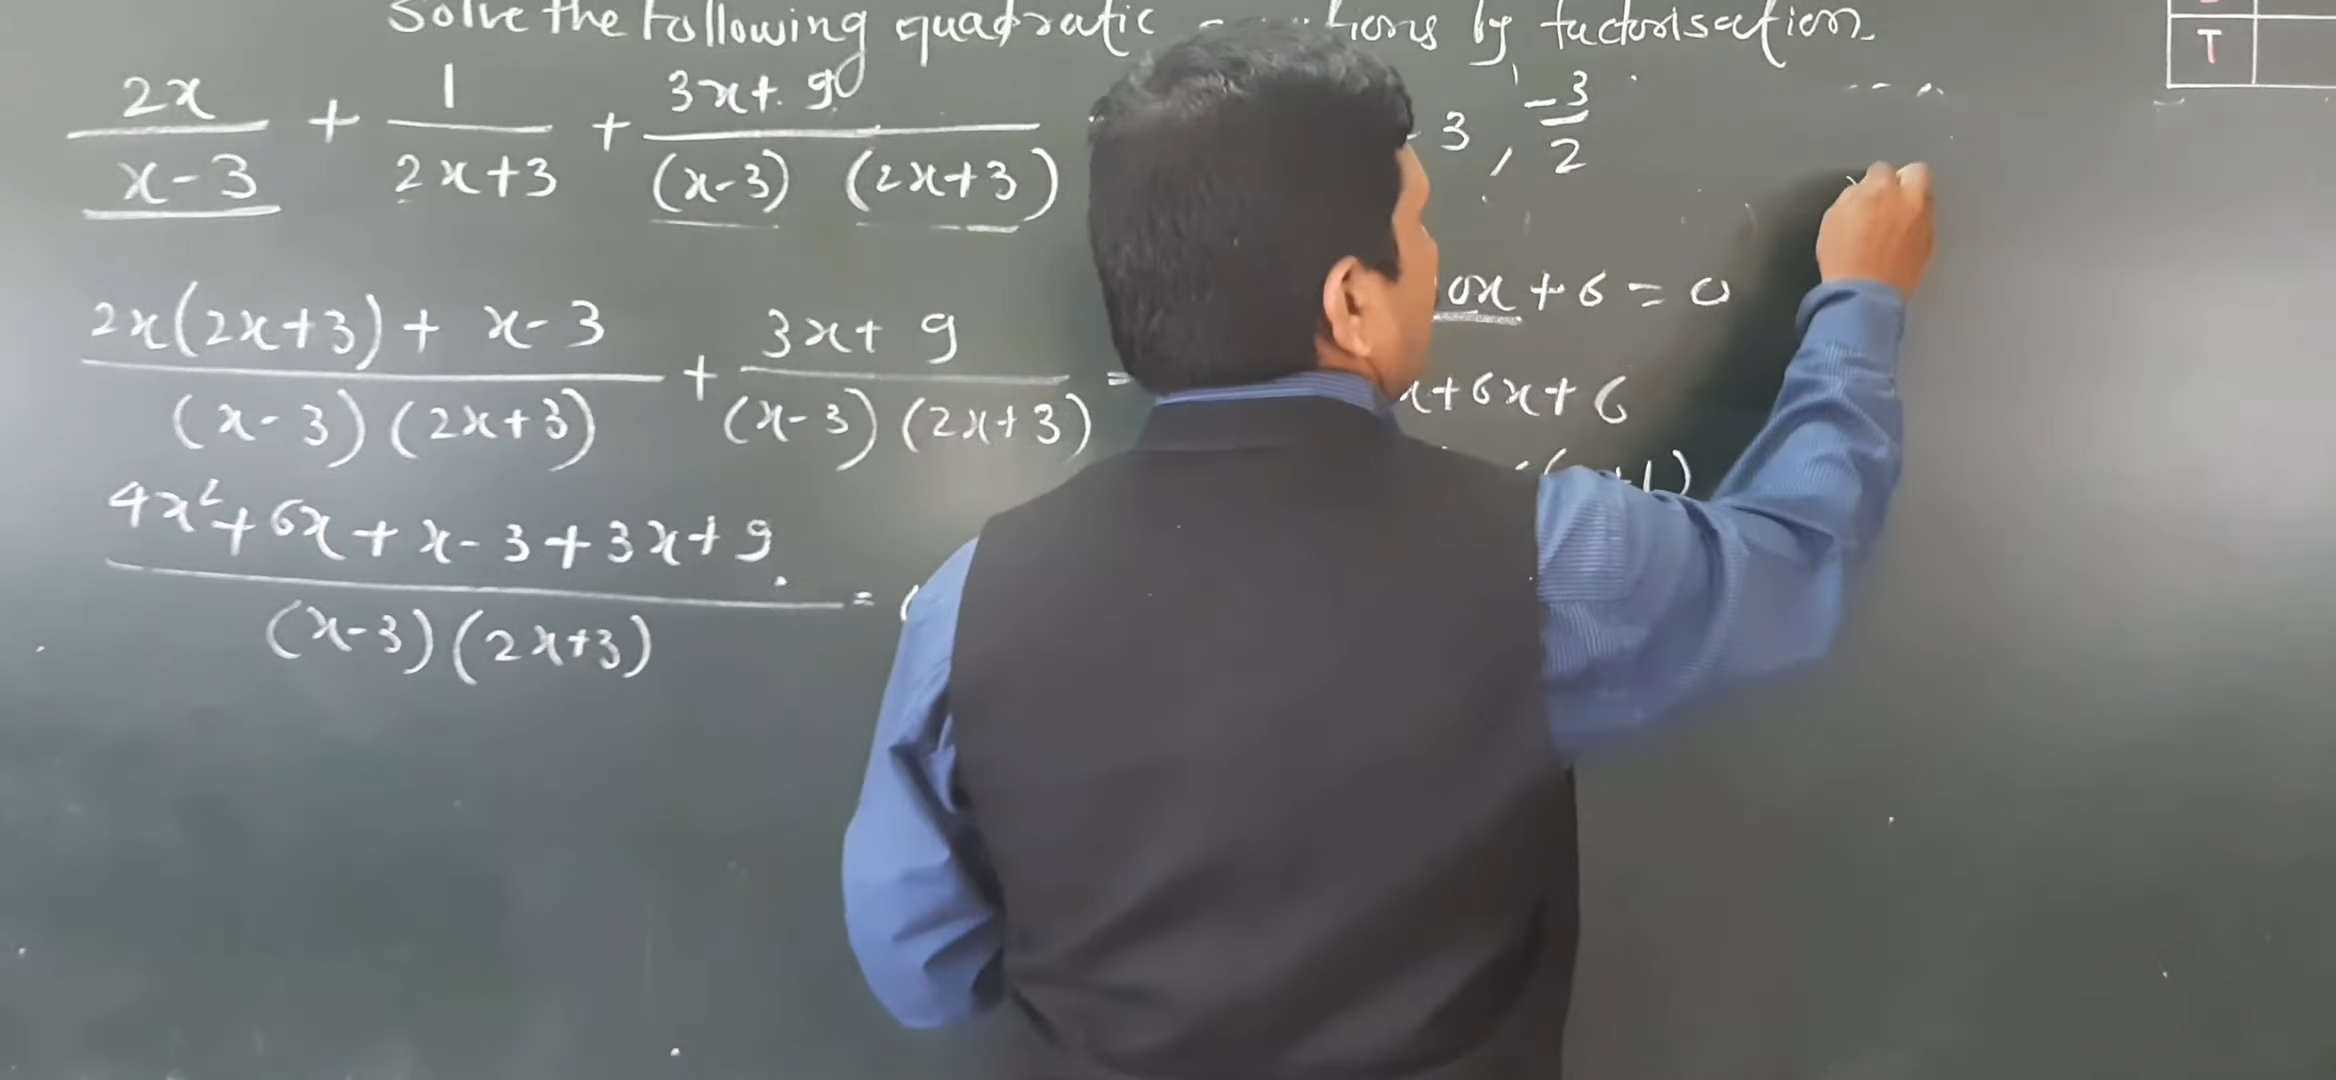 Solve the following quadratic by factorisation.
T
2x/(x-3) + 1/(2x+3) + (3x+9)/((x-3) (2x+3))
3, -3/2
(2x(2x+3) + x-3)/((x-3)(2x+3)) + (3x+9)/((x-3)(2x+3)) =
(4x²+6x+x-3+3x+9)/((x-3)(2x+3)) =
0x+6=0
x+6x+6
+1)